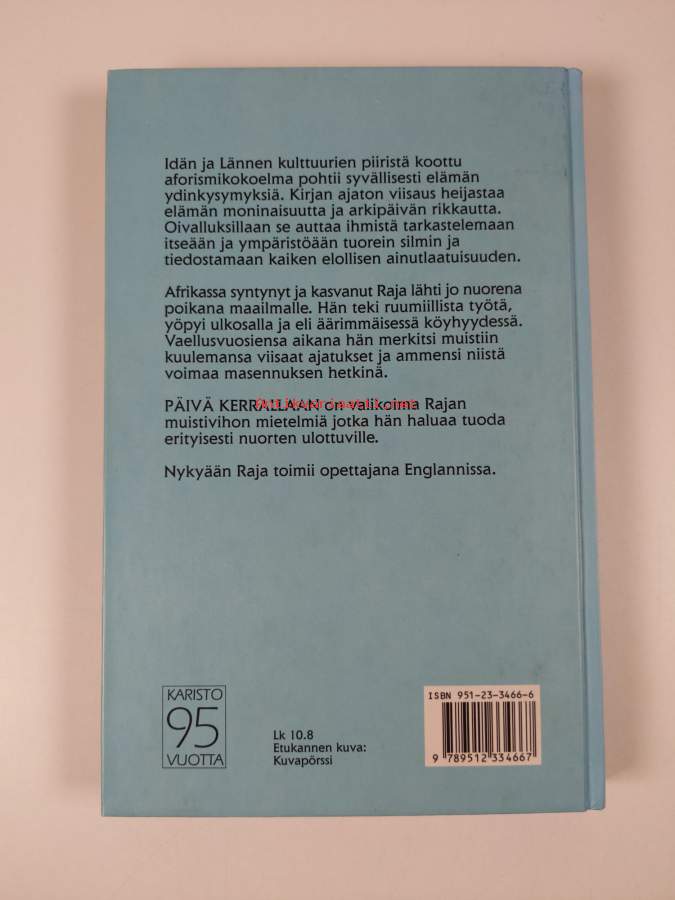 Idän ja Lännen kulttuurien piiristä koottu
aforismikokoelma pohtii syvällisesti elämän
ydinkysymyksiä. Kirjan ajaton viisaus heijastaa
elämän moninaisuutta ja arkipäivän rikkautta.
Oivalluksillaan se auttaa ihmistä tarkastelemaan
itseään ja ympäristöään tuorein silmin ja
tiedostamaan kaiken elollisen ainutlaatuisuuden.
Afrikassa syntynyt ja kasvanut Raja lähti jo nuorena
poikana maailmalle. Hän teki ruumiillista työtä,
yöpyi ulkosalla ja eli äärimmäisessä köyhyydessä.
Vaellusvuosiensa aikana hän merkitsi muistiin
kuulemansa viisaat ajatukset ja ammensi niistä
voimaa masennuksen hetkinä.
PÄIVÄ KERRALLAAN on valikoima Rajan
Antikvariaatti.net
muistivihon mietelmiä jotka hän haluaa tuoda
erityisesti nuorten ulottuville.
Nykyään Raja toimii opettajana Englannissa.
KARISTO
95
VUOTTA
Lk 10.8
Etukannen kuva:
Kuvapörssi
ISBN 951-23-3466-6
9 789512 334667